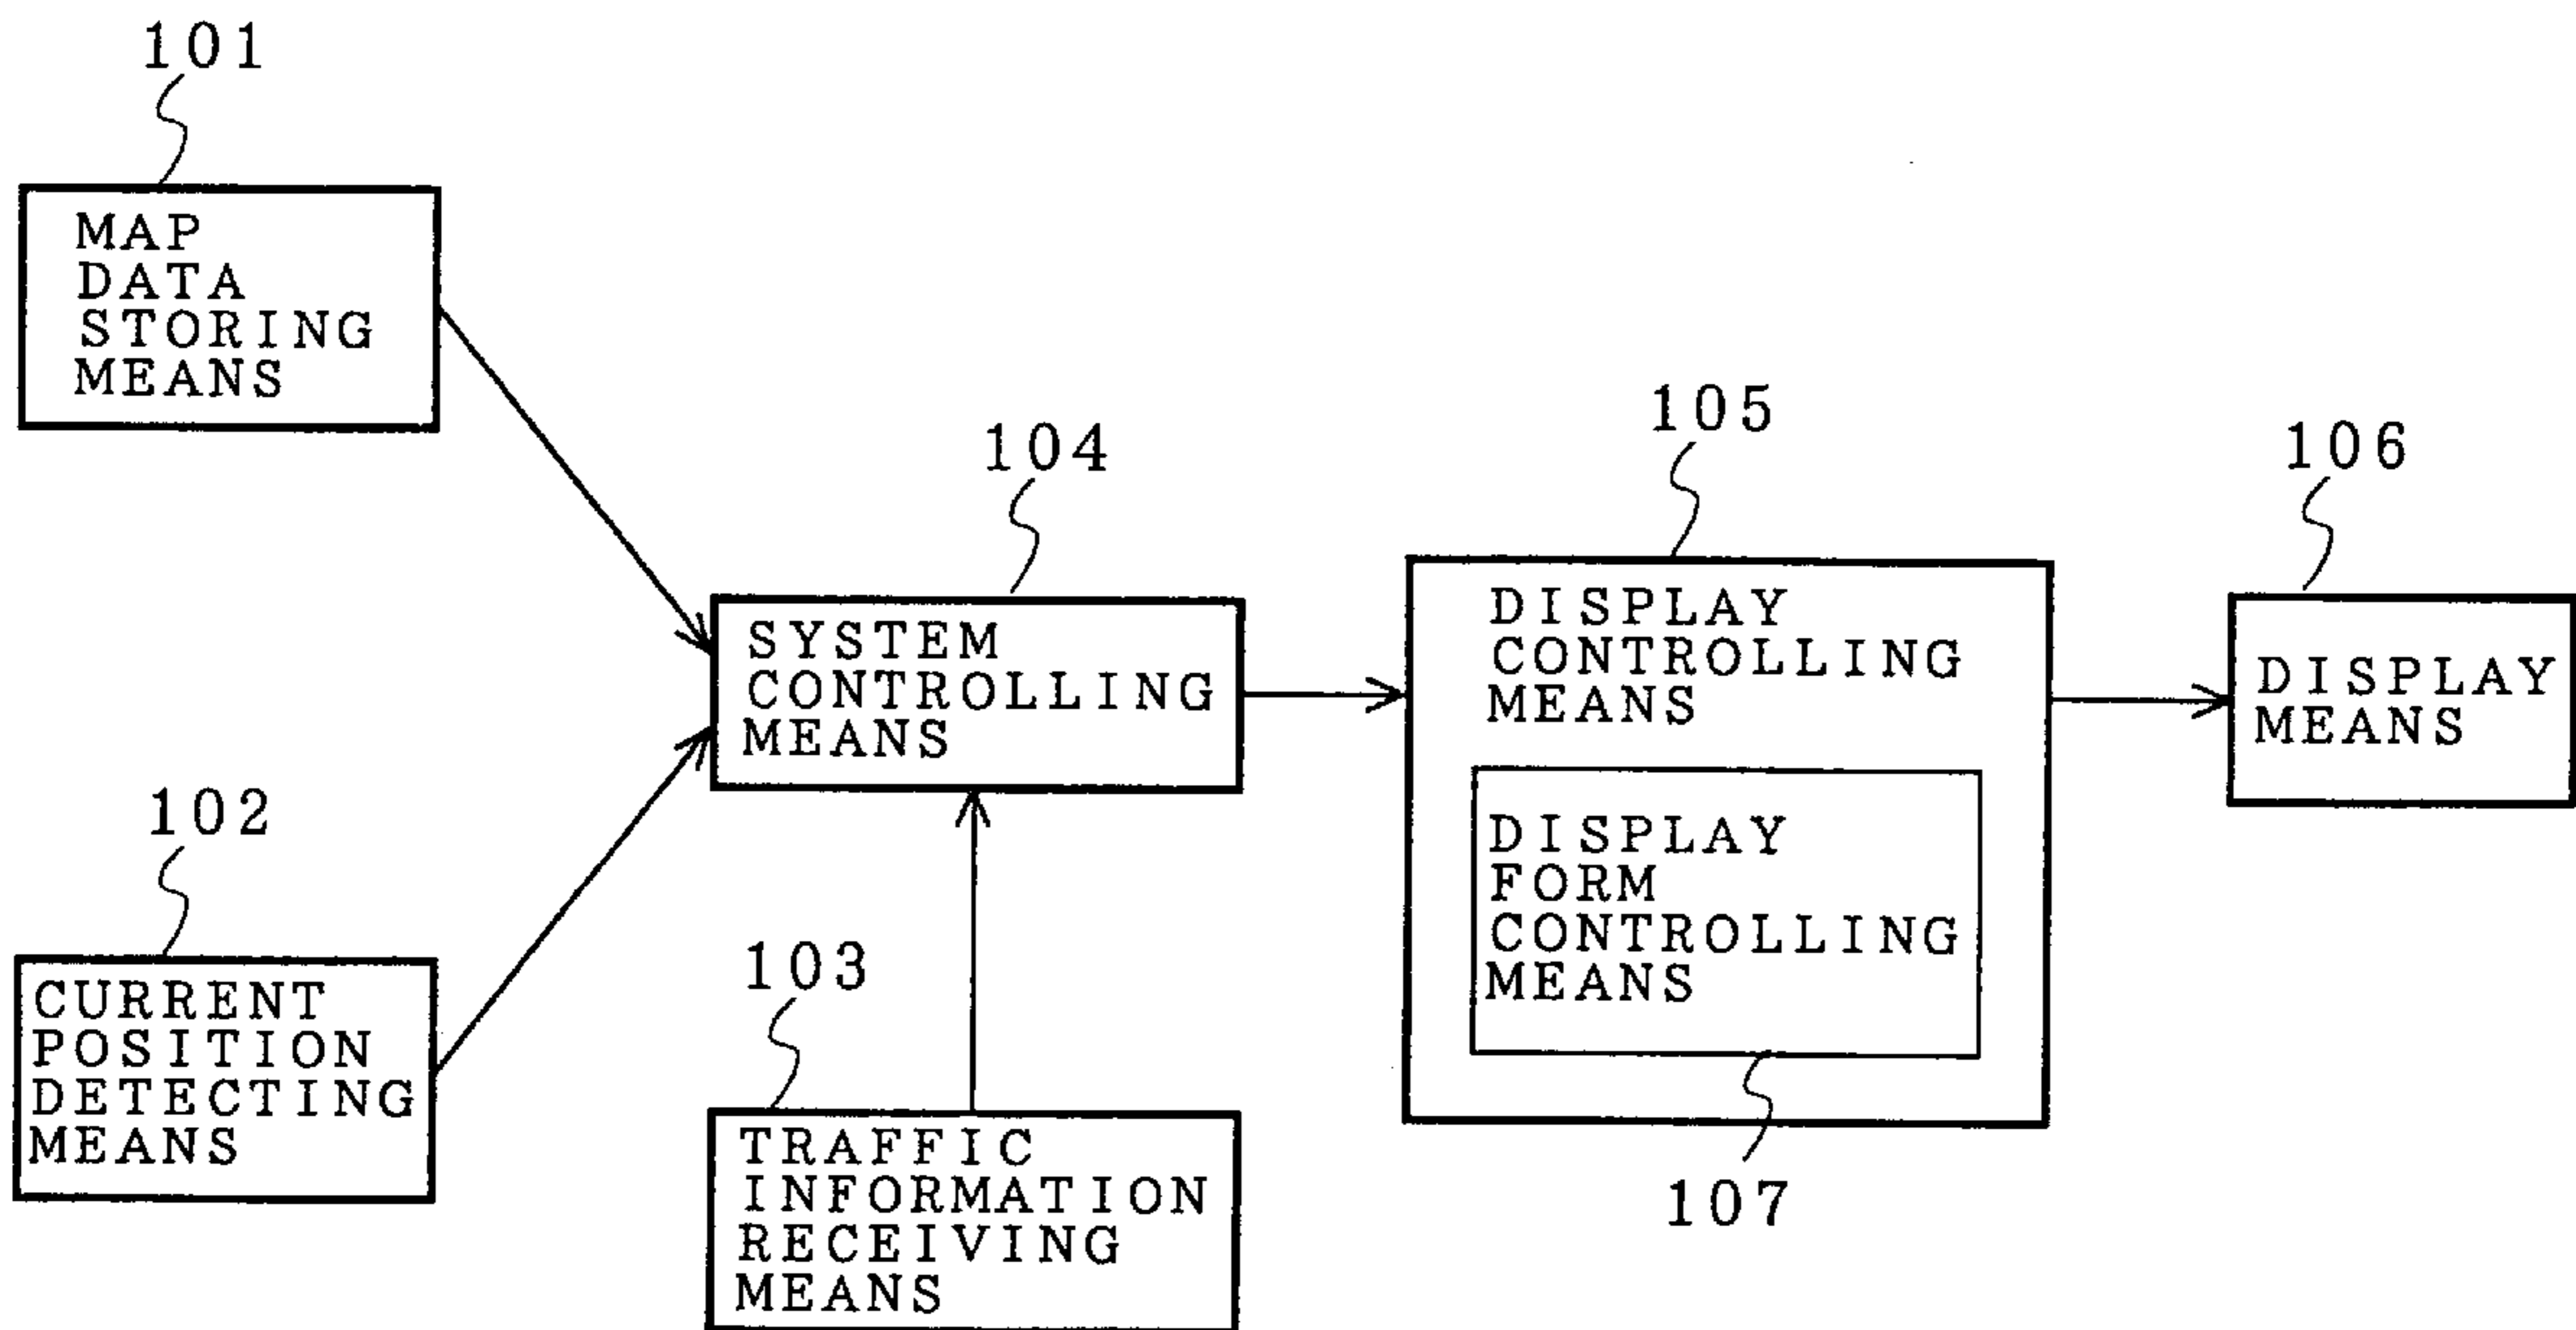 101
MAP
DATA
STORING
MEANS
102
CURRENT
POSITION
DETECTING
MEANS
104
SYSTEM
CONTROLLING
MEANS
103
TRAFFIC
INFORMATION
RECEIVING
MEANS
105
DISPLAY
CONTROLLING
MEANS
DISPLAY
FORM
CONTROLLING
MEANS
107
106
DISPLAY
MEANS